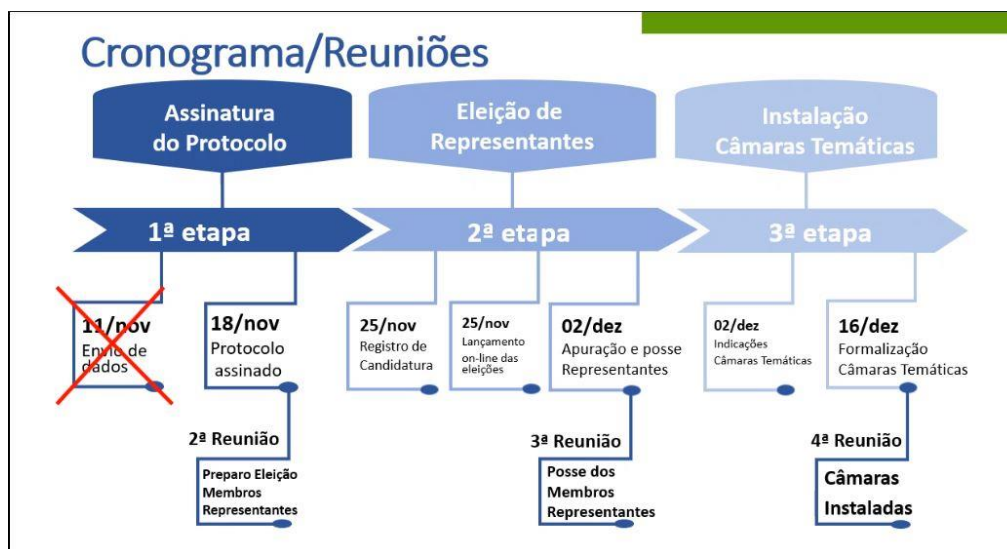 Cronograma/Reuniões
Assinatura
do Protocolo
Eleição de
Representantes
Instalação
Câmaras Temáticas
1ª etapa
2ª etapa
3ª etapa
11/nov
Envio de
dados
18/nov
Protocolo
assinado
25/nov
Registro de
Candidatura
25/nov
Lançamento
on-line das
eleições
02/dez
Apuração e posse
Representantes
02/dez
Indicações
Câmaras Temáticas
16/dez
Formalização
Câmaras Temáticas
2ª Reunião
Preparo Eleição
Membros
Representantes
3ª Reunião
Posse dos
Membros
Representantes
4ª Reunião
Câmaras
Instaladas